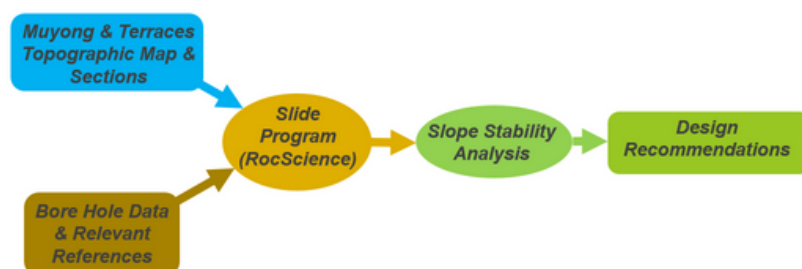 Muyong & Terraces
Topographic Map &
Sections
Slide
Program
(RocScience)
Slope Stability
Analysis
Design
Recommendations
Bore Hole Data
& Relevant
References